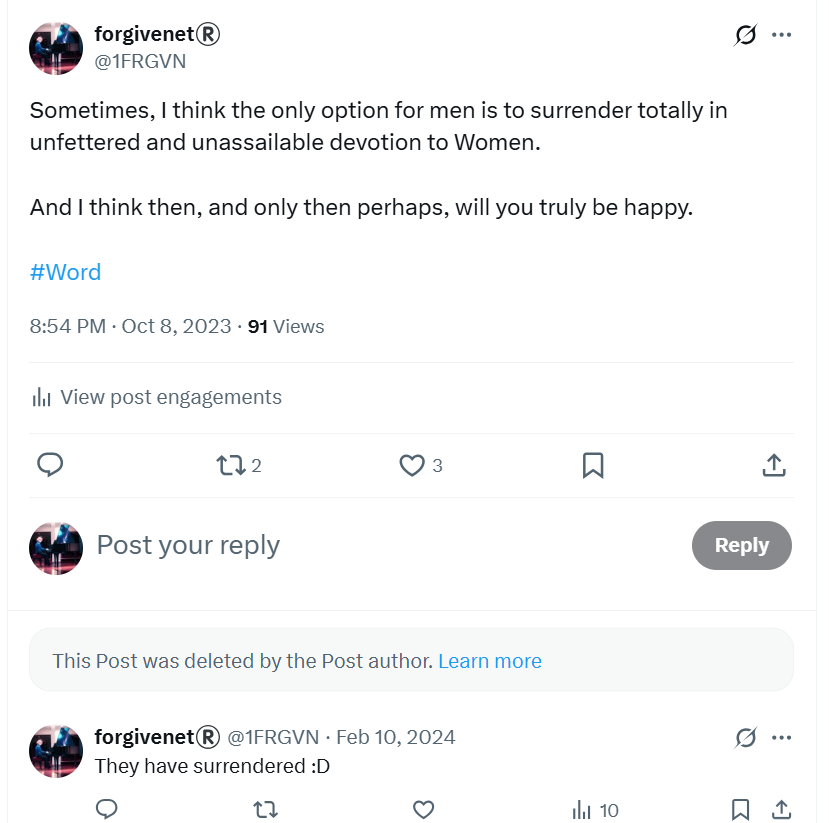 forgivenet®
@1FRGVN
Sometimes, I think the only option for men is to surrender totally in
unfettered and unassailable devotion to Women.
And I think then, and only then perhaps, will you truly be happy.
#Word
8:54 PM · Oct 8, 2023 · 91 Views
View post engagements
2
3
Post your reply
Reply
This Post was deleted by the Post author. Learn more
forgivenet® @1FRGVN · Feb 10, 2024
They have surrendered :D
10